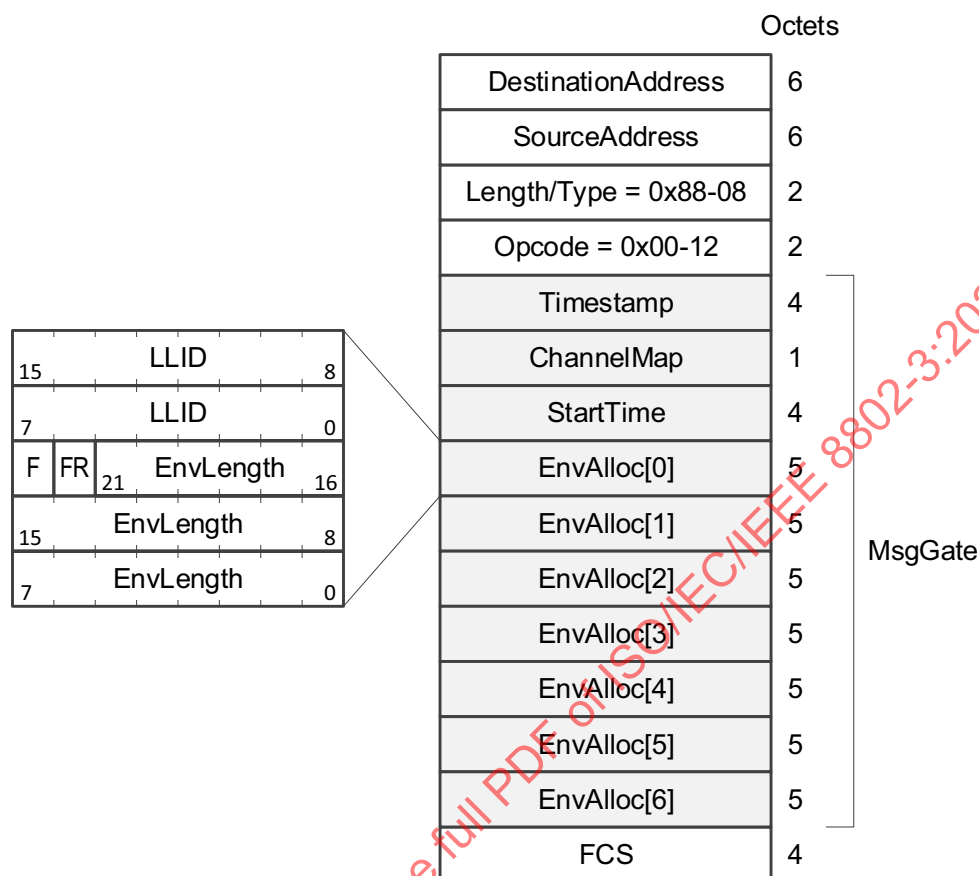 Octets
DestinationAddress 6
SourceAddress 6
Length/Type = 0x88-08 2
Opcode = 0x00-12 2
Timestamp 4
ChannelMap 1
StartTime 4
EnvAlloc[0] 5
EnvAlloc[1] 5
EnvAlloc[2] 5
EnvAlloc[3] 5
EnvAlloc[4] 5
EnvAlloc[5] 5
EnvAlloc[6] 5
FCS 4
MsgGate
15 LLID 8
7 LLID 0
F FR 21 EnvLength 16
15 EnvLength 8
7 EnvLength 0
full PDF of ISO/IEC/IEEE 8802-3:20